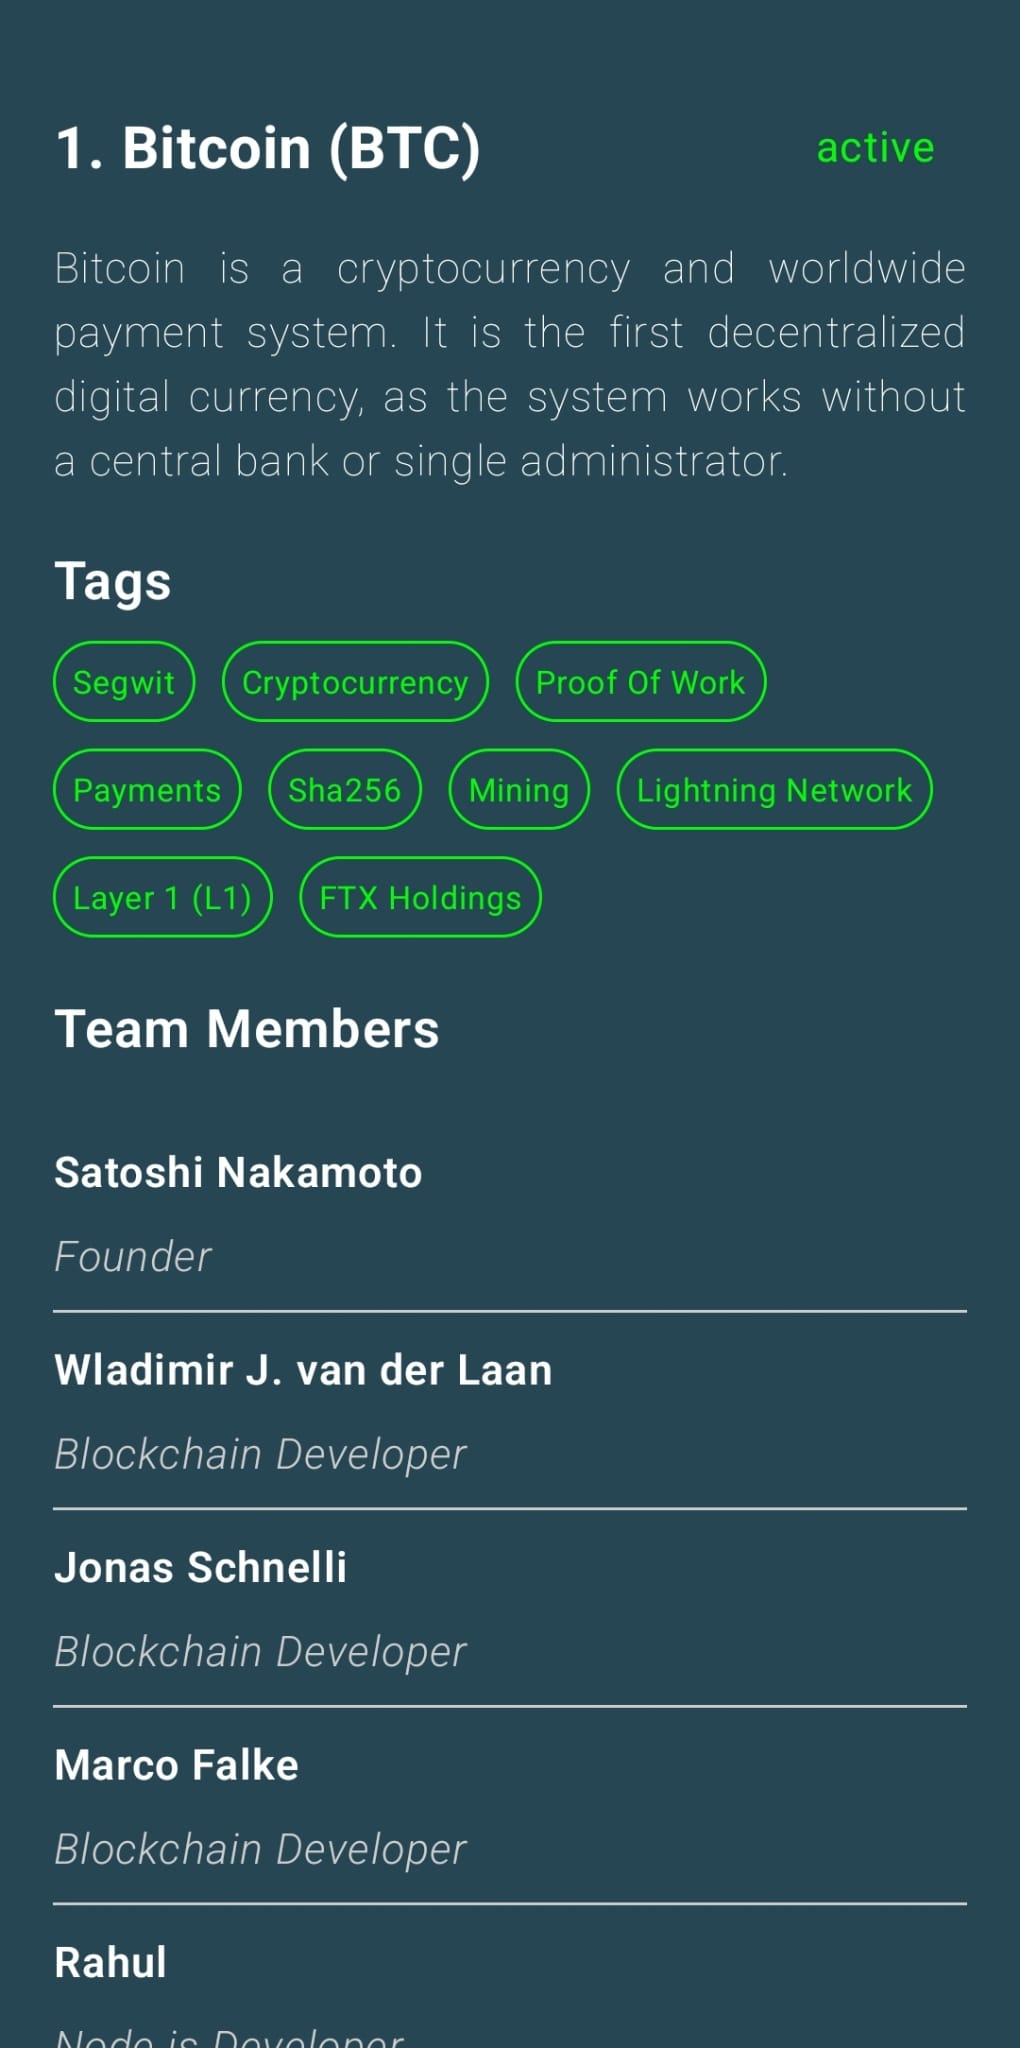 1. Bitcoin (BTC) active
Bitcoin is a cryptocurrency and worldwide
payment system. It is the first decentralized
digital currency, as the system works without
a central bank or single administrator.
Tags
Segwit Cryptocurrency Proof Of Work
Payments Sha256 Mining Lightning Network
Layer 1 (L1) FTX Holdings
Team Members
Satoshi Nakamoto
Founder
Wladimir J. van der Laan
Blockchain Developer
Jonas Schnelli
Blockchain Developer
Marco Falke
Blockchain Developer
Rahul
Node js Developer